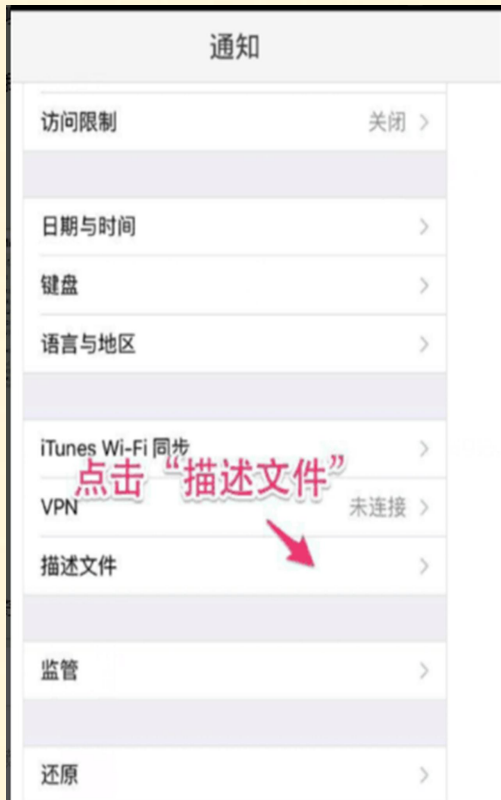 通知
访问限制 关闭
日期与时间
键盘
语言与地区
iTunes Wi-Fi 同步
点击“描述文件”
VPN 未连接
描述文件
监管
还原